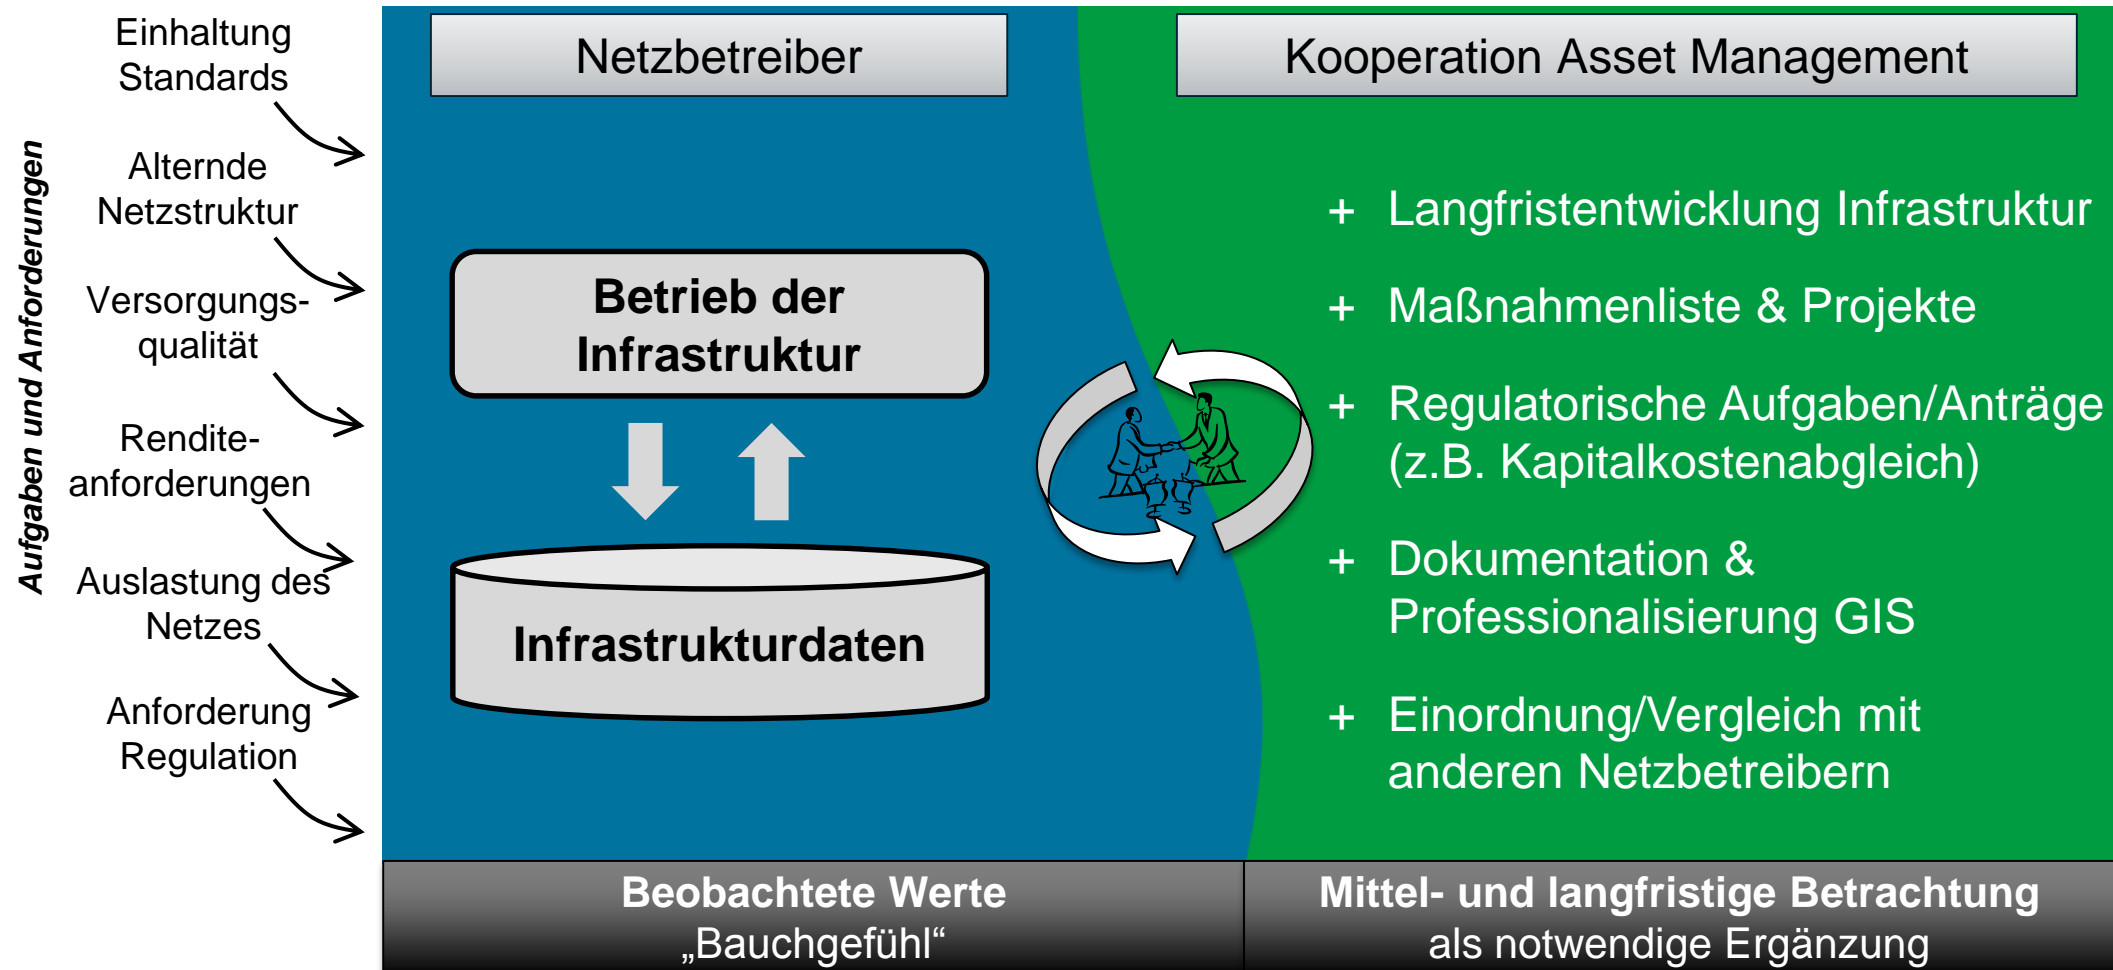 Aufgaben und Anforderungen
Einhaltung
Standards
Alternde
Netzstruktur
Versorgungs-
qualität
Rendite-
anforderungen
Auslastung des
Netzes
Anforderung
Regulation
Netzbetreiber
Betrieb der
Infrastruktur
Infrastrukturdaten
Beobachtete Werte
„Bauchgefühl“
Kooperation Asset Management
+ Langfristentwicklung Infrastruktur
+ Maßnahmenliste & Projekte
+ Regulatorische Aufgaben/Anträge
(z.B. Kapitalkostenabgleich)
+ Dokumentation &
Professionalisierung GIS
+ Einordnung/Vergleich mit
anderen Netzbetreibern
Mittel- und langfristige Betrachtung
als notwendige Ergänzung